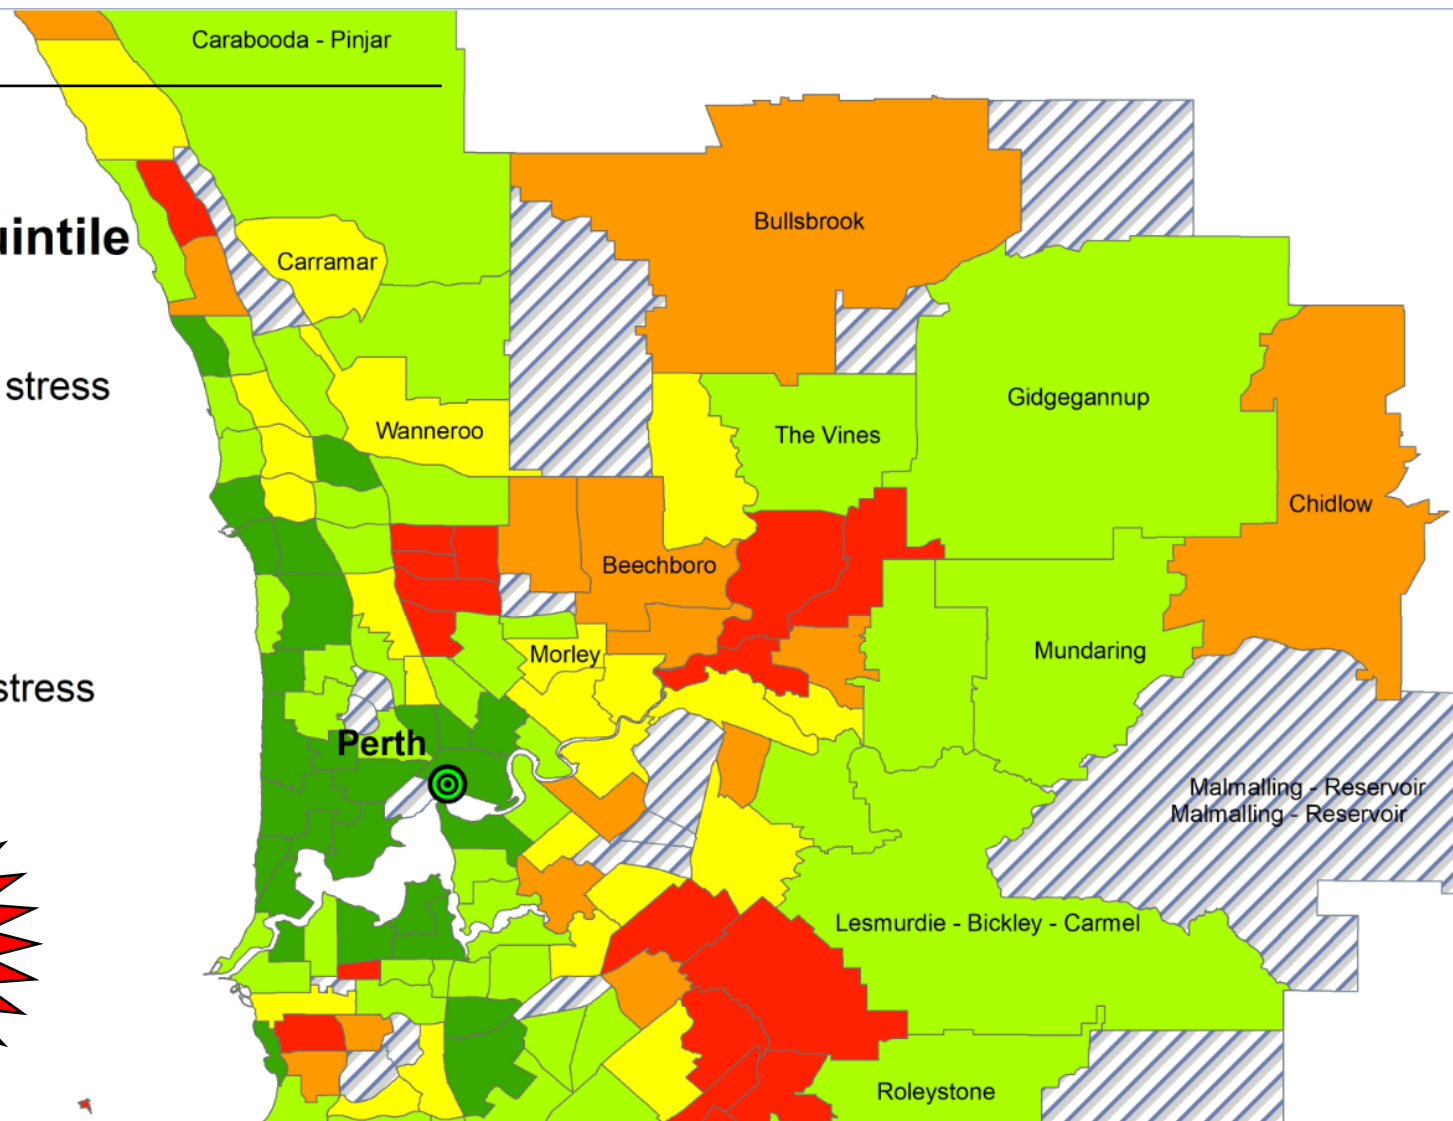 Carabooda - Pinjar
Bullsbrook
uintile
Carramar
stress
Gidgegannup
Wanneroo
The Vines
Chidlow
Beechboro
Morley
Mundaring
stress
Perth
Malmalling - Reservoir
Malmalling - Reservoir
Lesmurdie - Bickley - Carmel
Roleystone